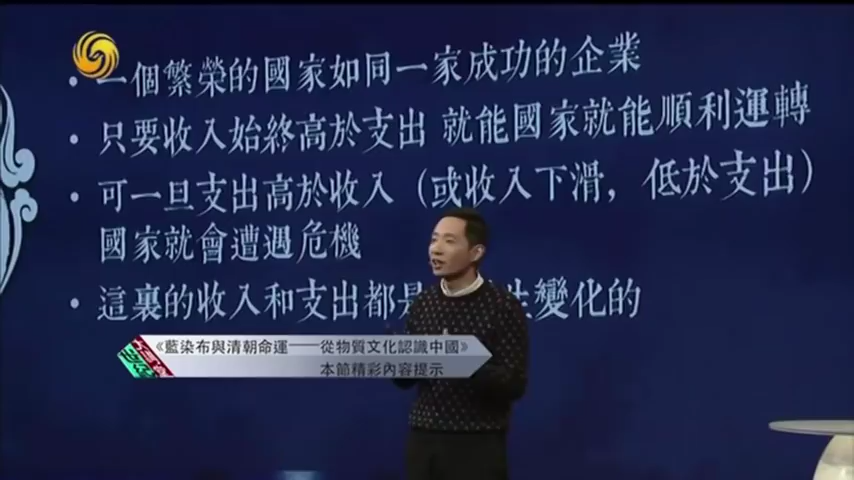 • 一個繁榮的國家如同一家成功的企業
• 只要收入始終高於支出 就能國家就能順利運轉
• 可一旦支出高於收入（或收入下滑，低於支出）
國家就會遭遇危機
• 這裏的收入和支出都是 生變化的
《藍染布與清朝命運——從物質文化認識中國》
本節精彩內容提示